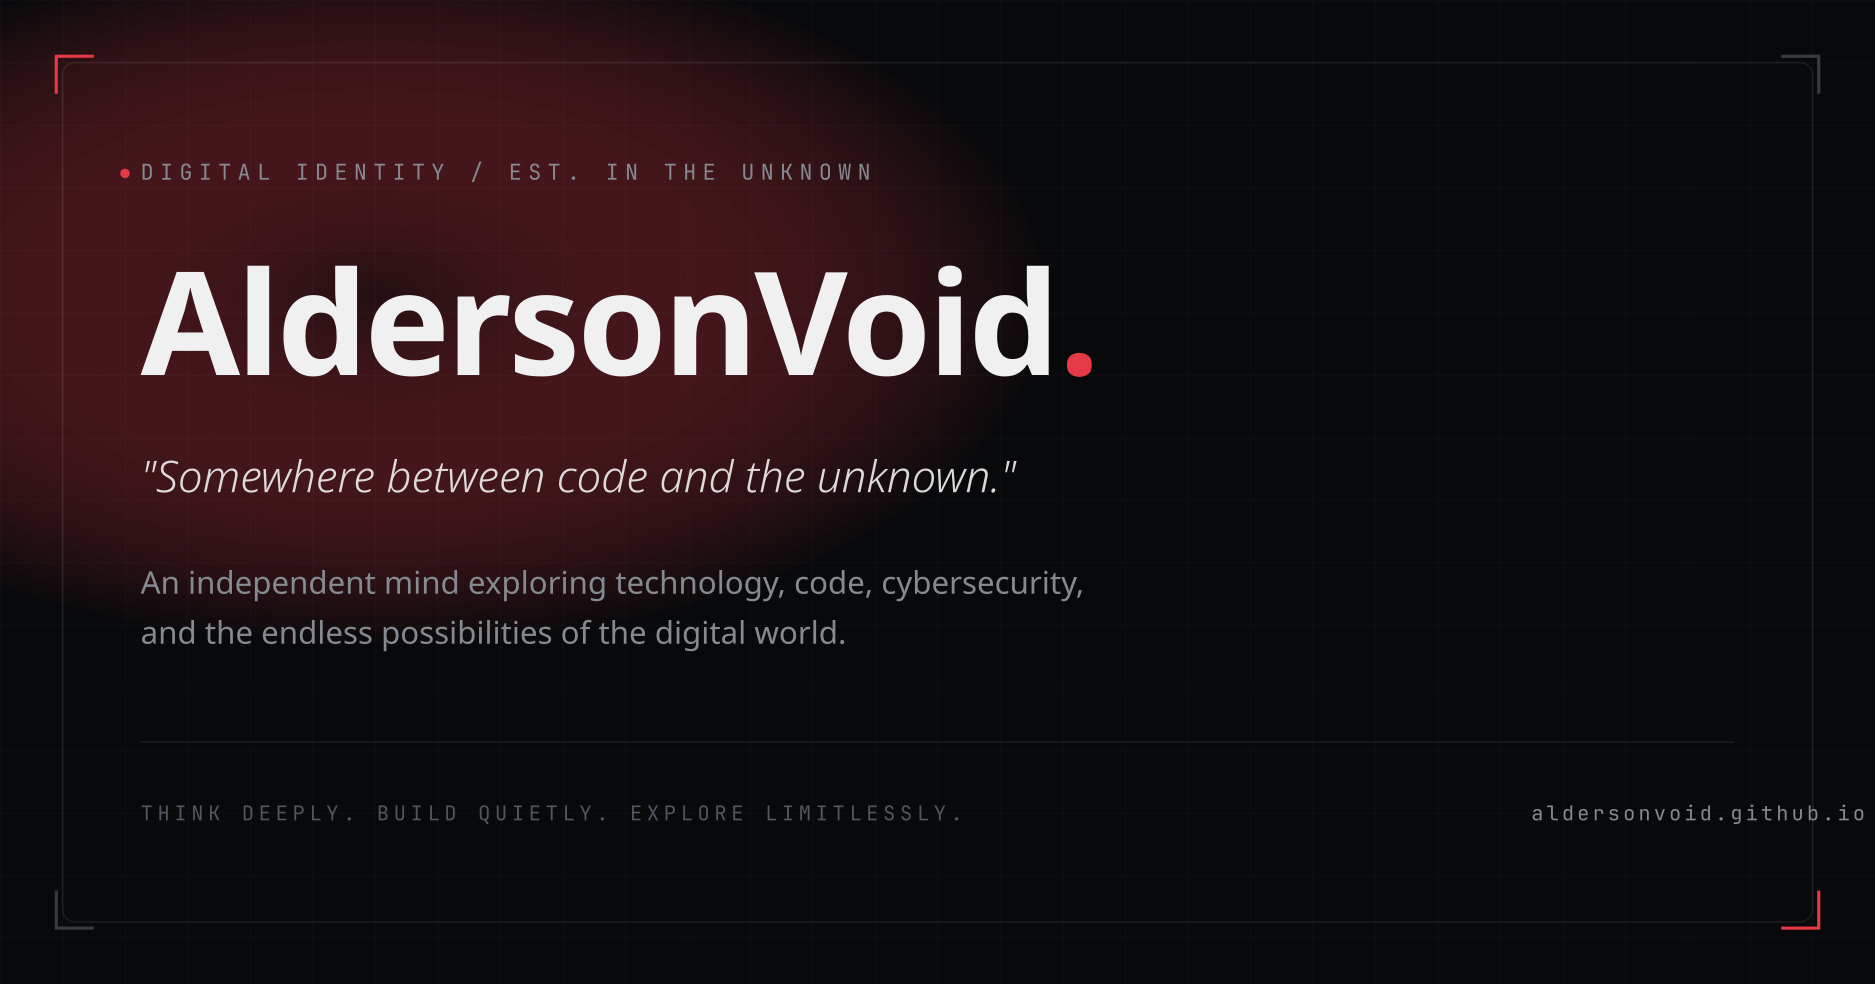 DIGITAL IDENTITY / EST. IN THE UNKNOWN
AldersonVoid.
"Somewhere between code and the unknown."
An independent mind exploring technology, code, cybersecurity,
and the endless possibilities of the digital world.
THINK DEEPLY. BUILD QUIETLY. EXPLORE LIMITLESSLY.
aldersonvoid.github.io